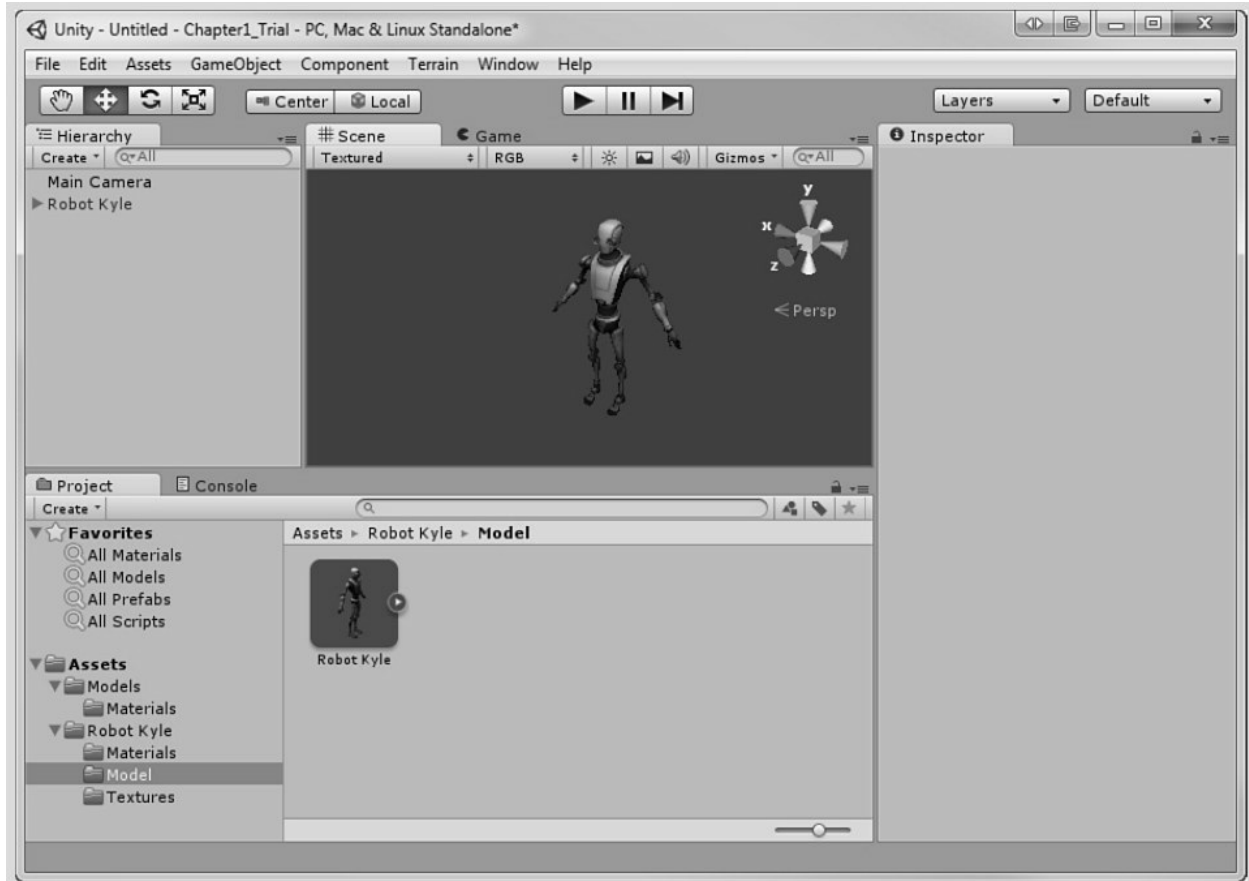 Unity - Untitled - Chapter1_Trial - PC, Mac & Linux Standalone*
File Edit Assets GameObject Component Terrain Window Help
Center Local Layers Default
Hierarchy
Create All
Main Camera
Robot Kyle
Scene Game
Textured RGB Gizmos All
y
x
z
Persp
Inspector
Project Console
Create
Favorites
All Materials
All Models
All Prefabs
All Scripts
Assets
Models
Materials
Robot Kyle
Materials
Model
Textures
Assets Robot Kyle Model
Robot Kyle